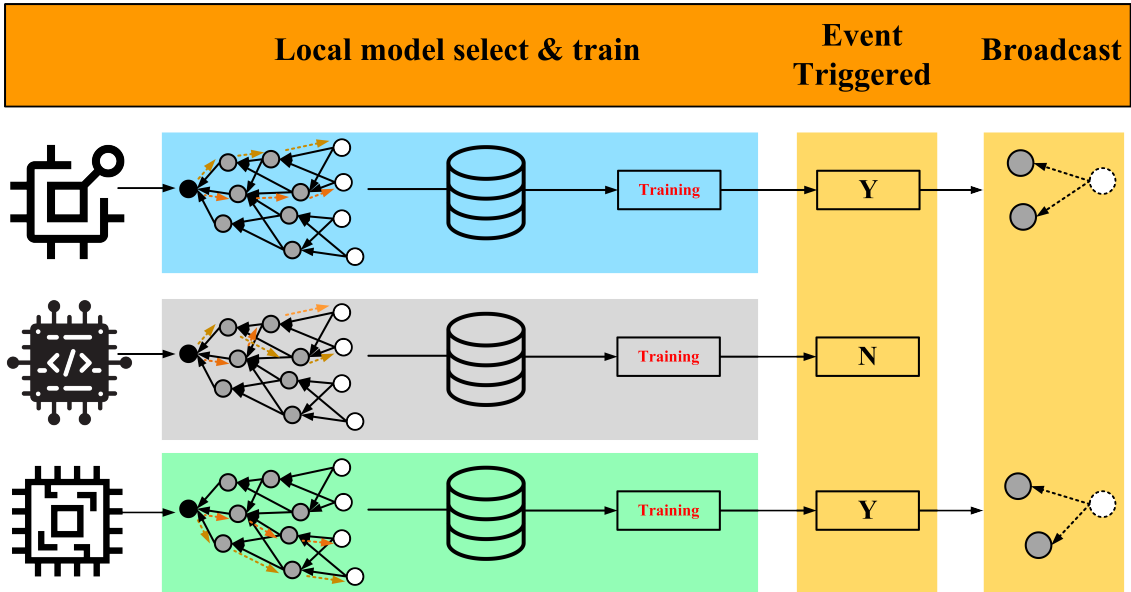 Local model select & train
Event
Triggered
Broadcast
Training
Y
</>
Training
N
Training
Y